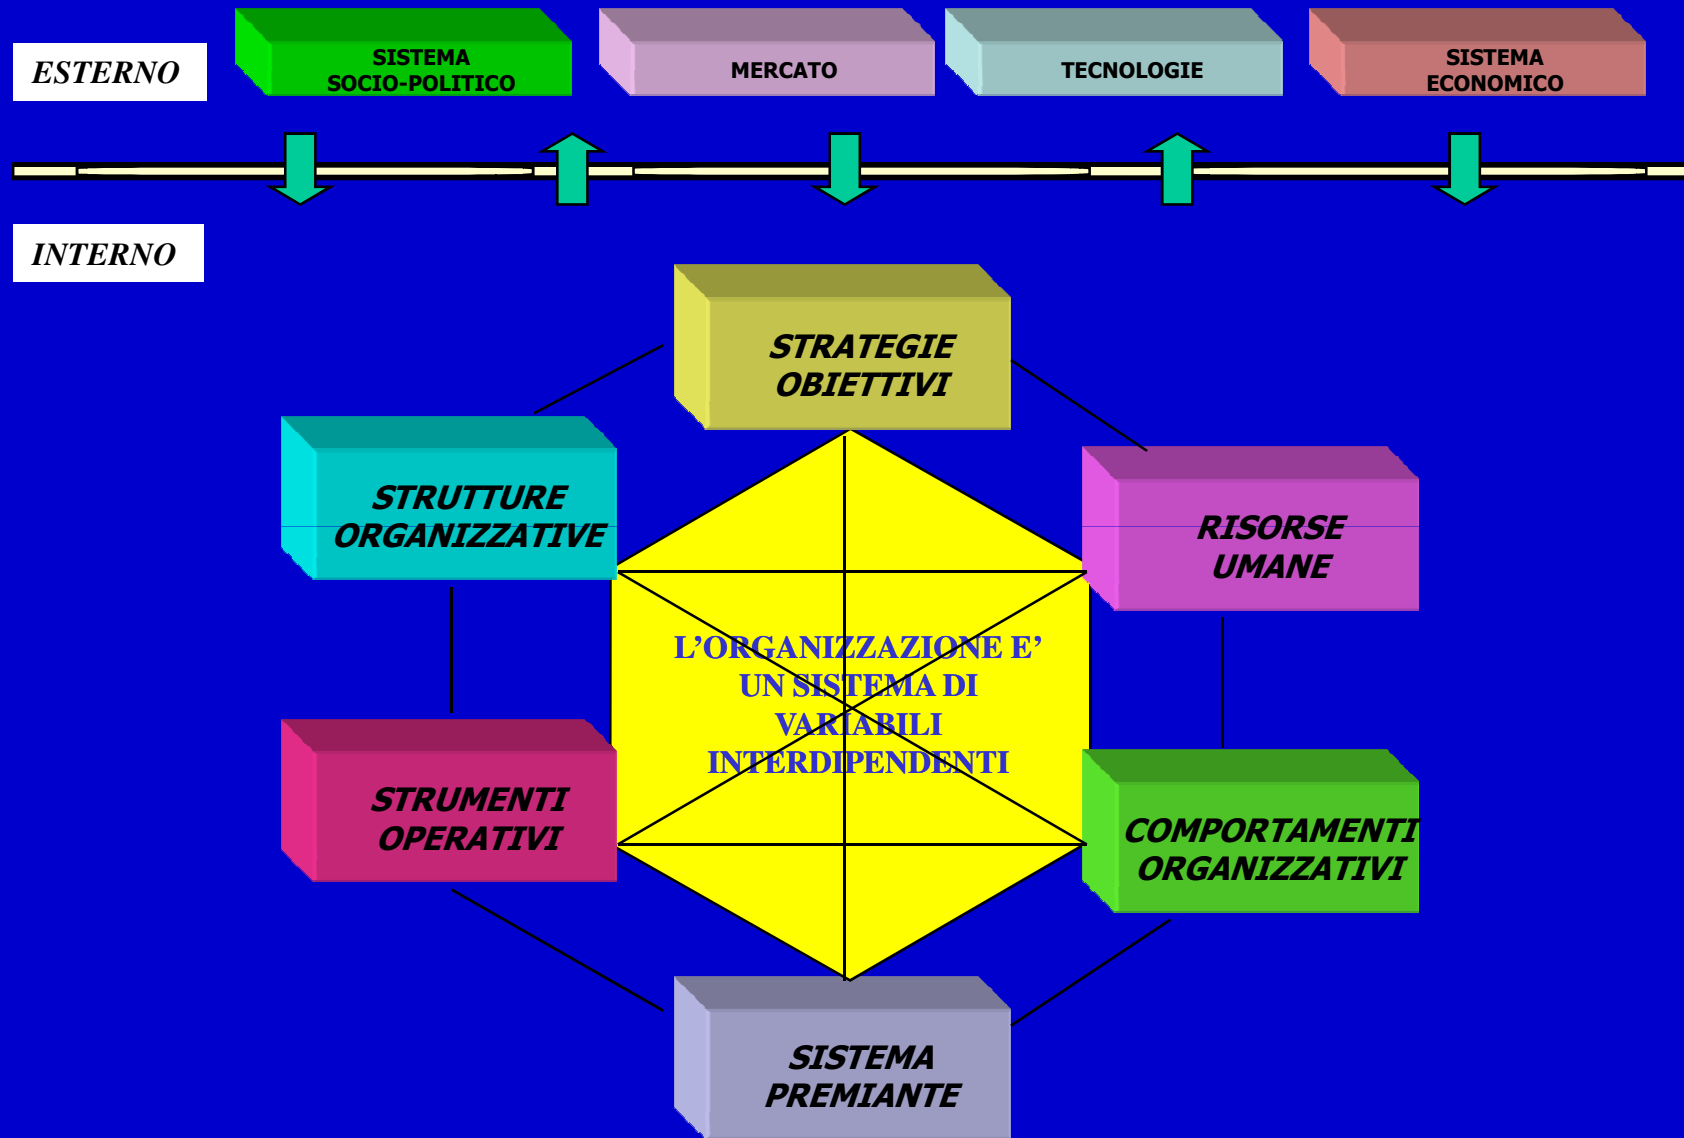 ESTERNO
SISTEMA
SOCIO-POLITICO
MERCATO
TECNOLOGIE
SISTEMA
ECONOMICO
INTERNO
STRATEGIE
OBIETTIVI
STRUTTURE
ORGANIZZATIVE
RISORSE
UMANE
L’ORGANIZZAZIONE E’
UN SISTEMA DI
VARIABILI
INTERDIPENDENTI
STRUMENTI
OPERATIVI
COMPORTAMENTI
ORGANIZZATIVI
SISTEMA
PREMIANTE